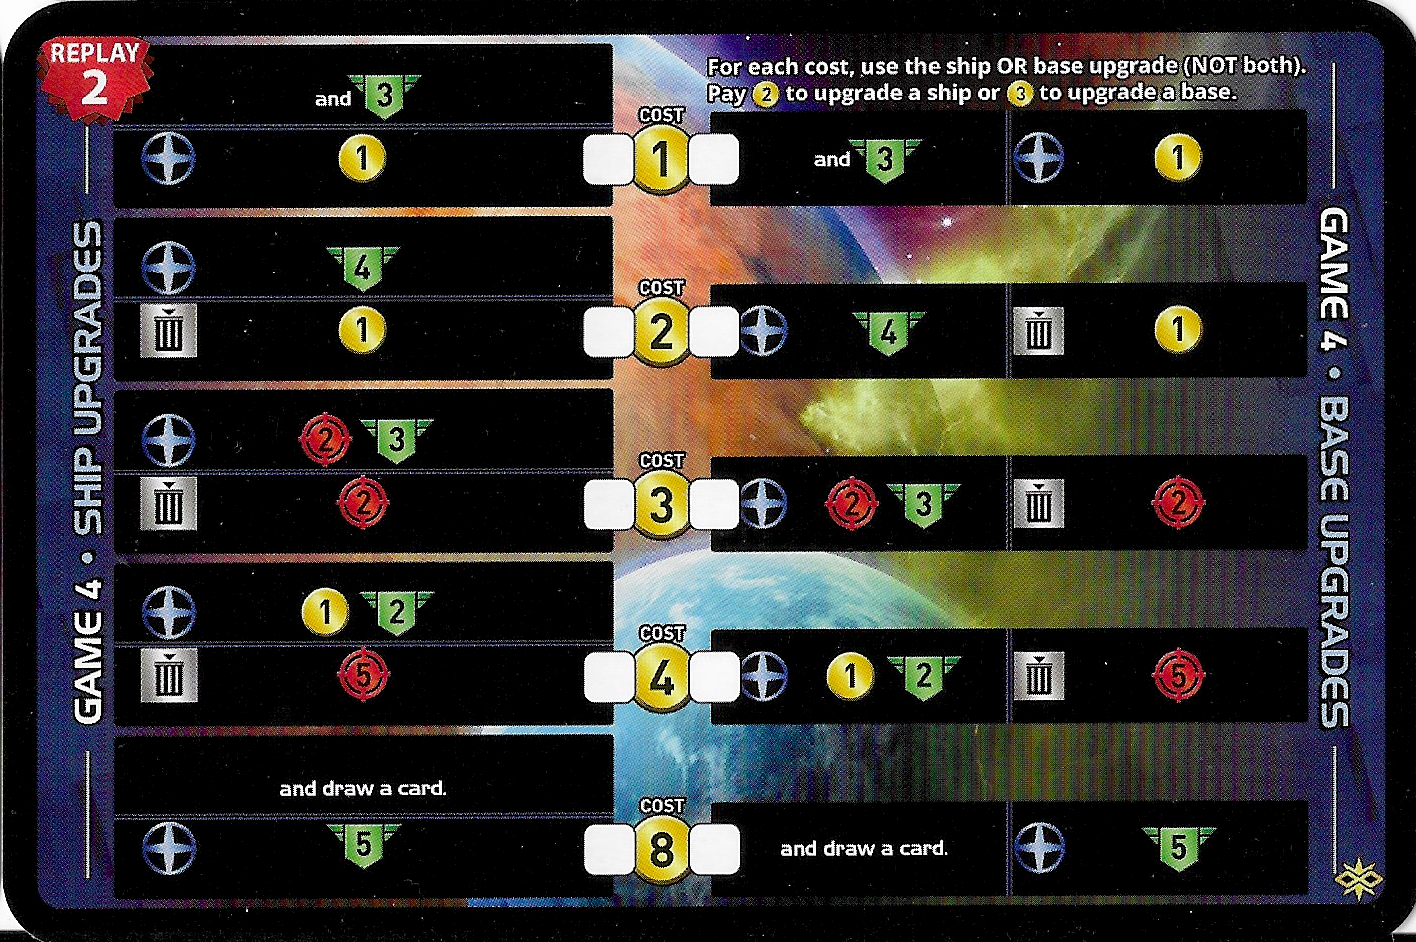 REPLAY
2
For each cost, use the ship OR base upgrade (NOT both).
Pay 2 to upgrade a ship or 3 to upgrade a base.
GAME 4 • SHIP UPGRADES
and 3
1
COST
1
and 3
1
4
1
COST
2
4
1
2 3
2
COST
3
2 3
2
1 2
5
COST
4
1 2
5
and draw a card.
5
COST
8
and draw a card.
5
GAME 4 • BASE UPGRADES